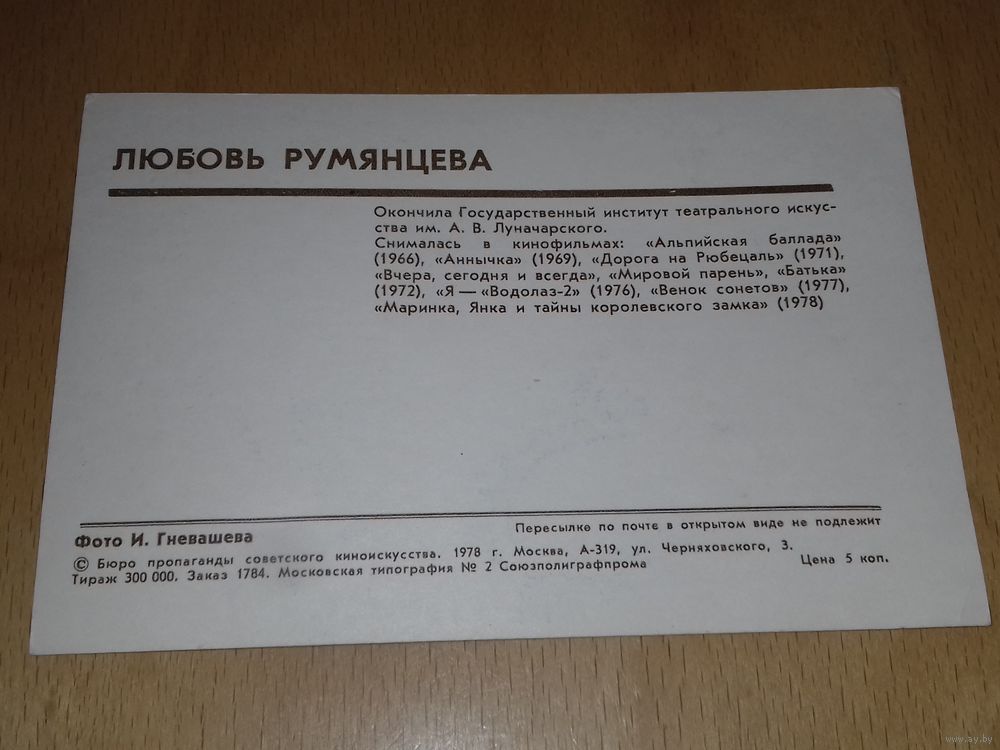 ЛЮБОВЬ РУМЯНЦЕВА
Окончила Государственный институт театрального искус-
ства им. А. В. Луначарского.
Снималась в кинофильмах: «Альпийская баллада»
(1966), «Аннычка» (1969), «Дорога на Рюбецаль» (1971),
«Вчера, сегодня и всегда», «Мировой парень», «Батька»
(1972), «Я — «Водолаз-2» (1976), «Венок сонетов» (1977),
«Маринка, Янка и тайны королевского замка» (1978)
Фото И. Гневашева
Пересылке по почте в открытом виде не подлежит
© Бюро пропаганды советского киноискусства. 1978 г. Москва, А-319, ул. Черняховского, 3.
Тираж 300 000. Заказ 1784. Московская типография № 2 Союзполиграфпрома
Цена 5 коп.
www.ay.by